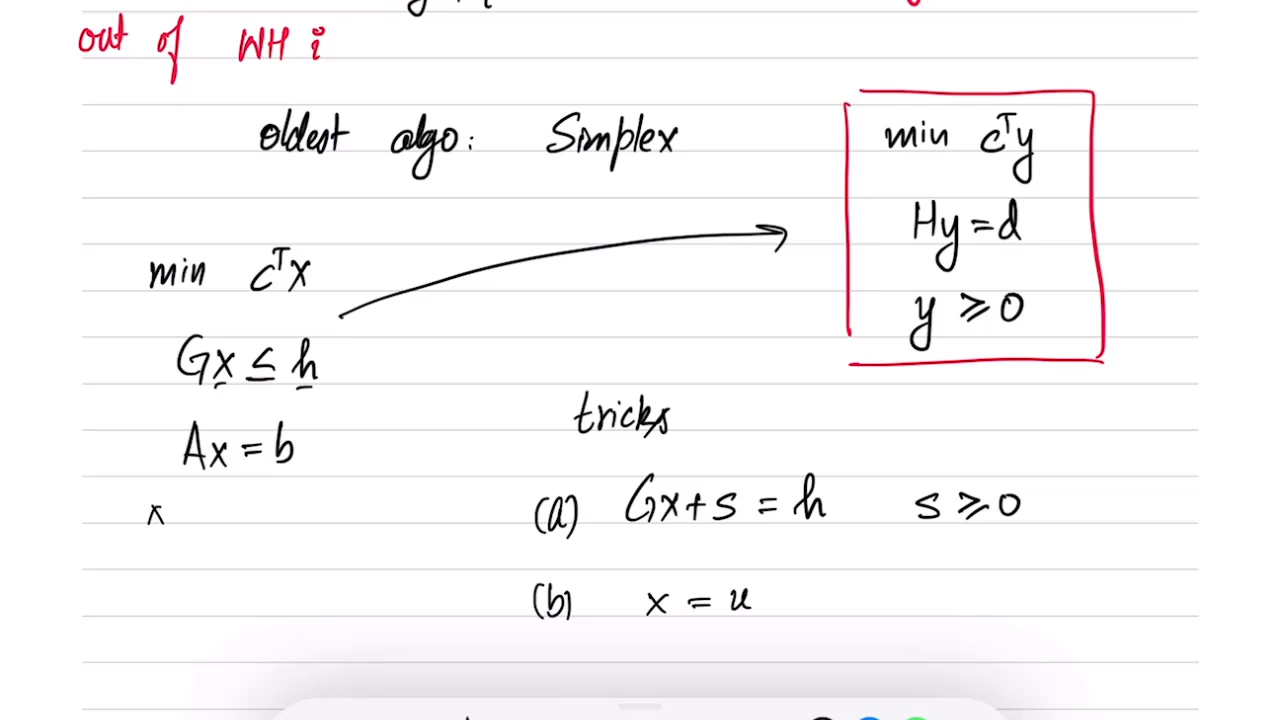 out of WH i
oldest algo: Simplex
min cᵀy
Hy = d
y ≥ 0
min cᵀx
Gx ≤ h
Ax = b
x
tricks
(a) Gx + s = h s ≥ 0
(b) x = u